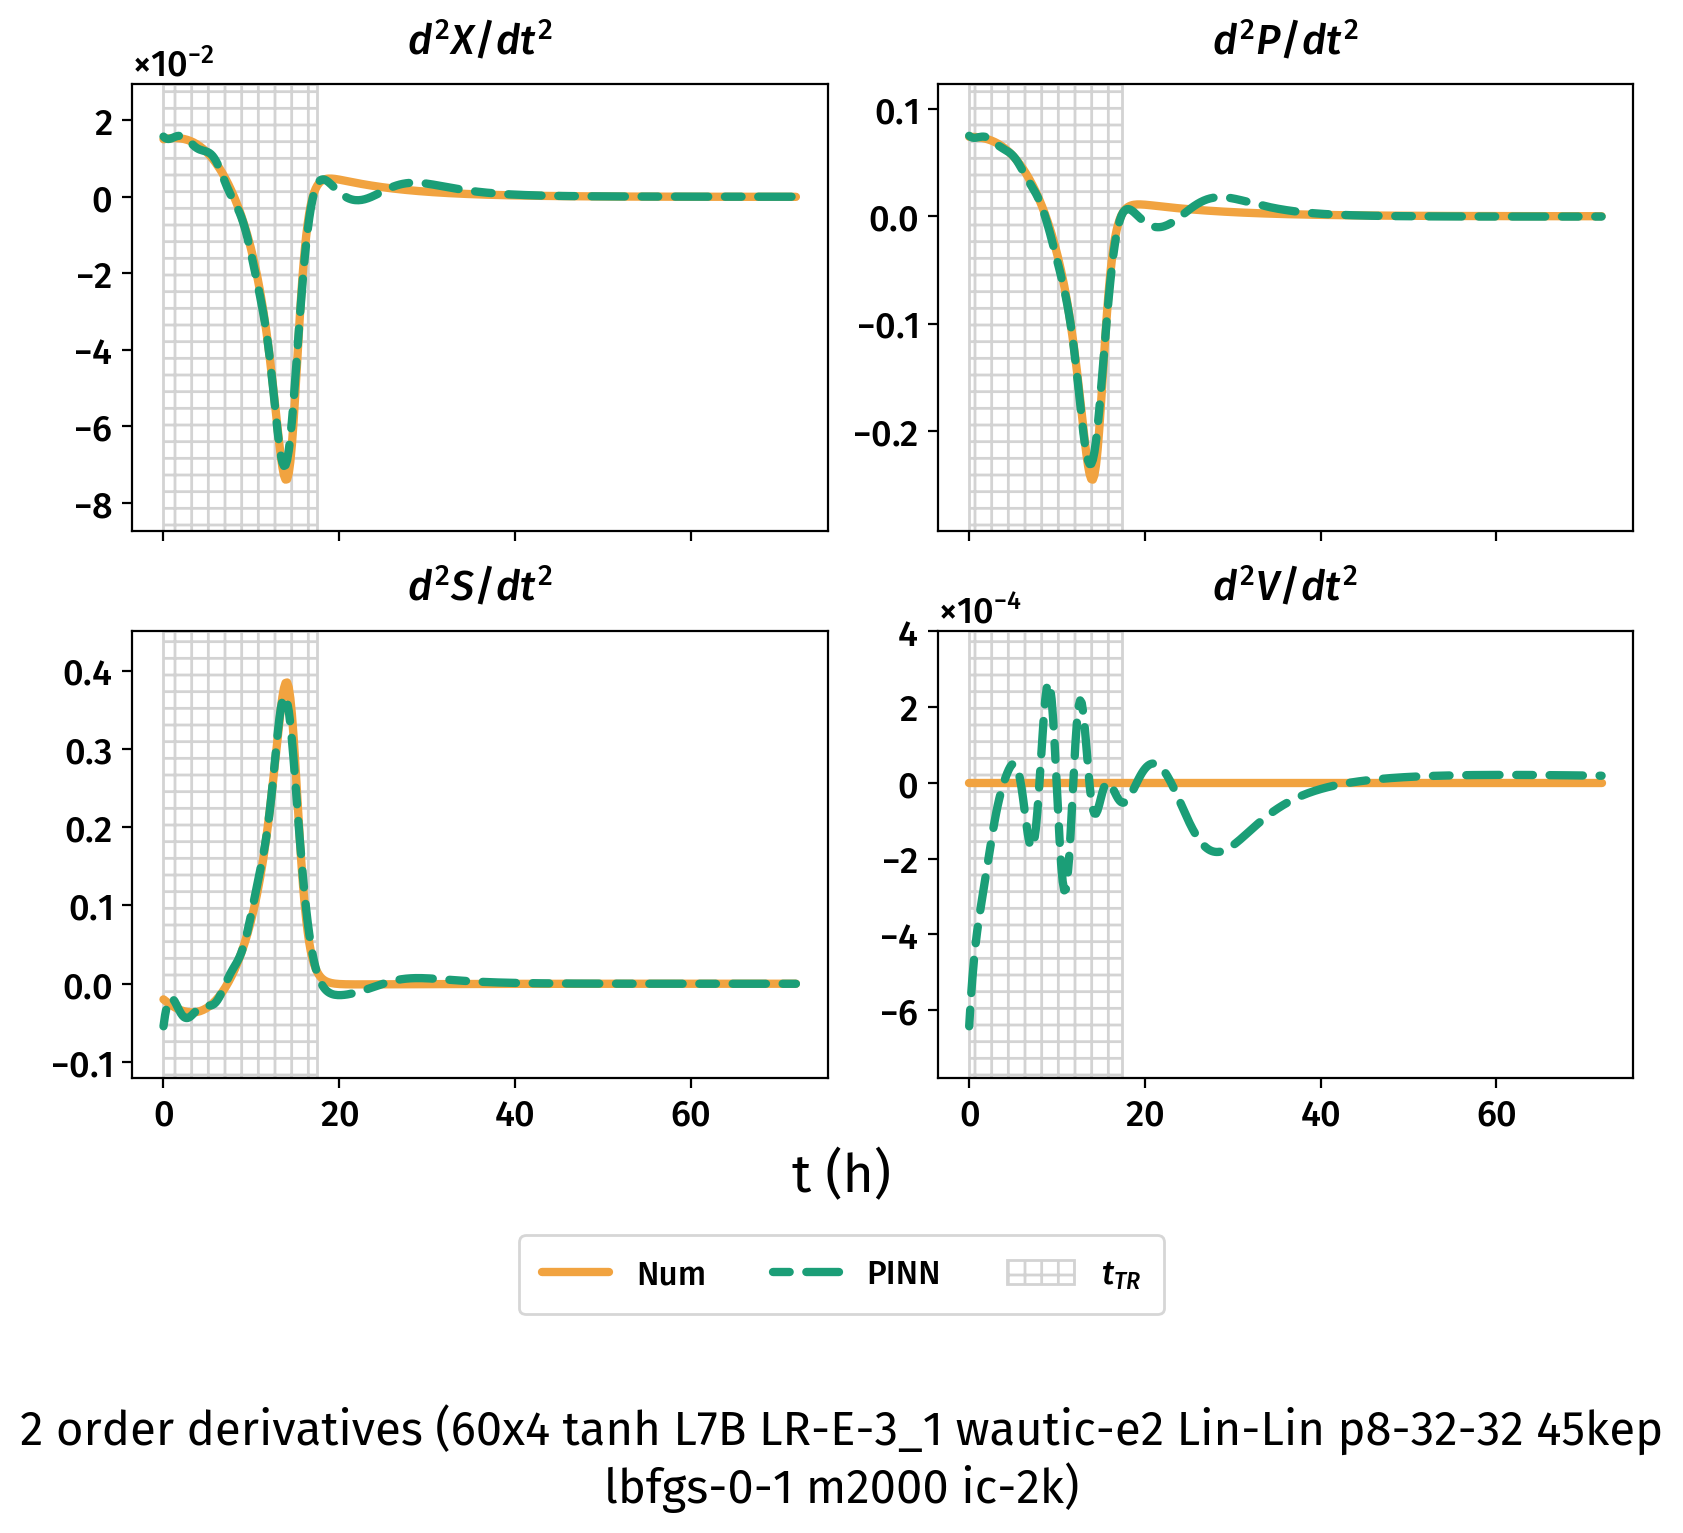 d²X/dt²
d²P/dt²
×10⁻²
2
0
−2
−4
−6
−8
0.1
0.0
−0.1
−0.2
d²S/dt²
d²V/dt²
×10⁻⁴
0.4
0.3
0.2
0.1
0.0
−0.1
4
2
0
−2
−4
−6
0 20 40 60
0 20 40 60
t (h)
Num PINN t_TR
2 order derivatives (60x4 tanh L7B LR-E-3_1 wautic-e2 Lin-Lin p8-32-32 45kep
lbfgs-0-1 m2000 ic-2k)